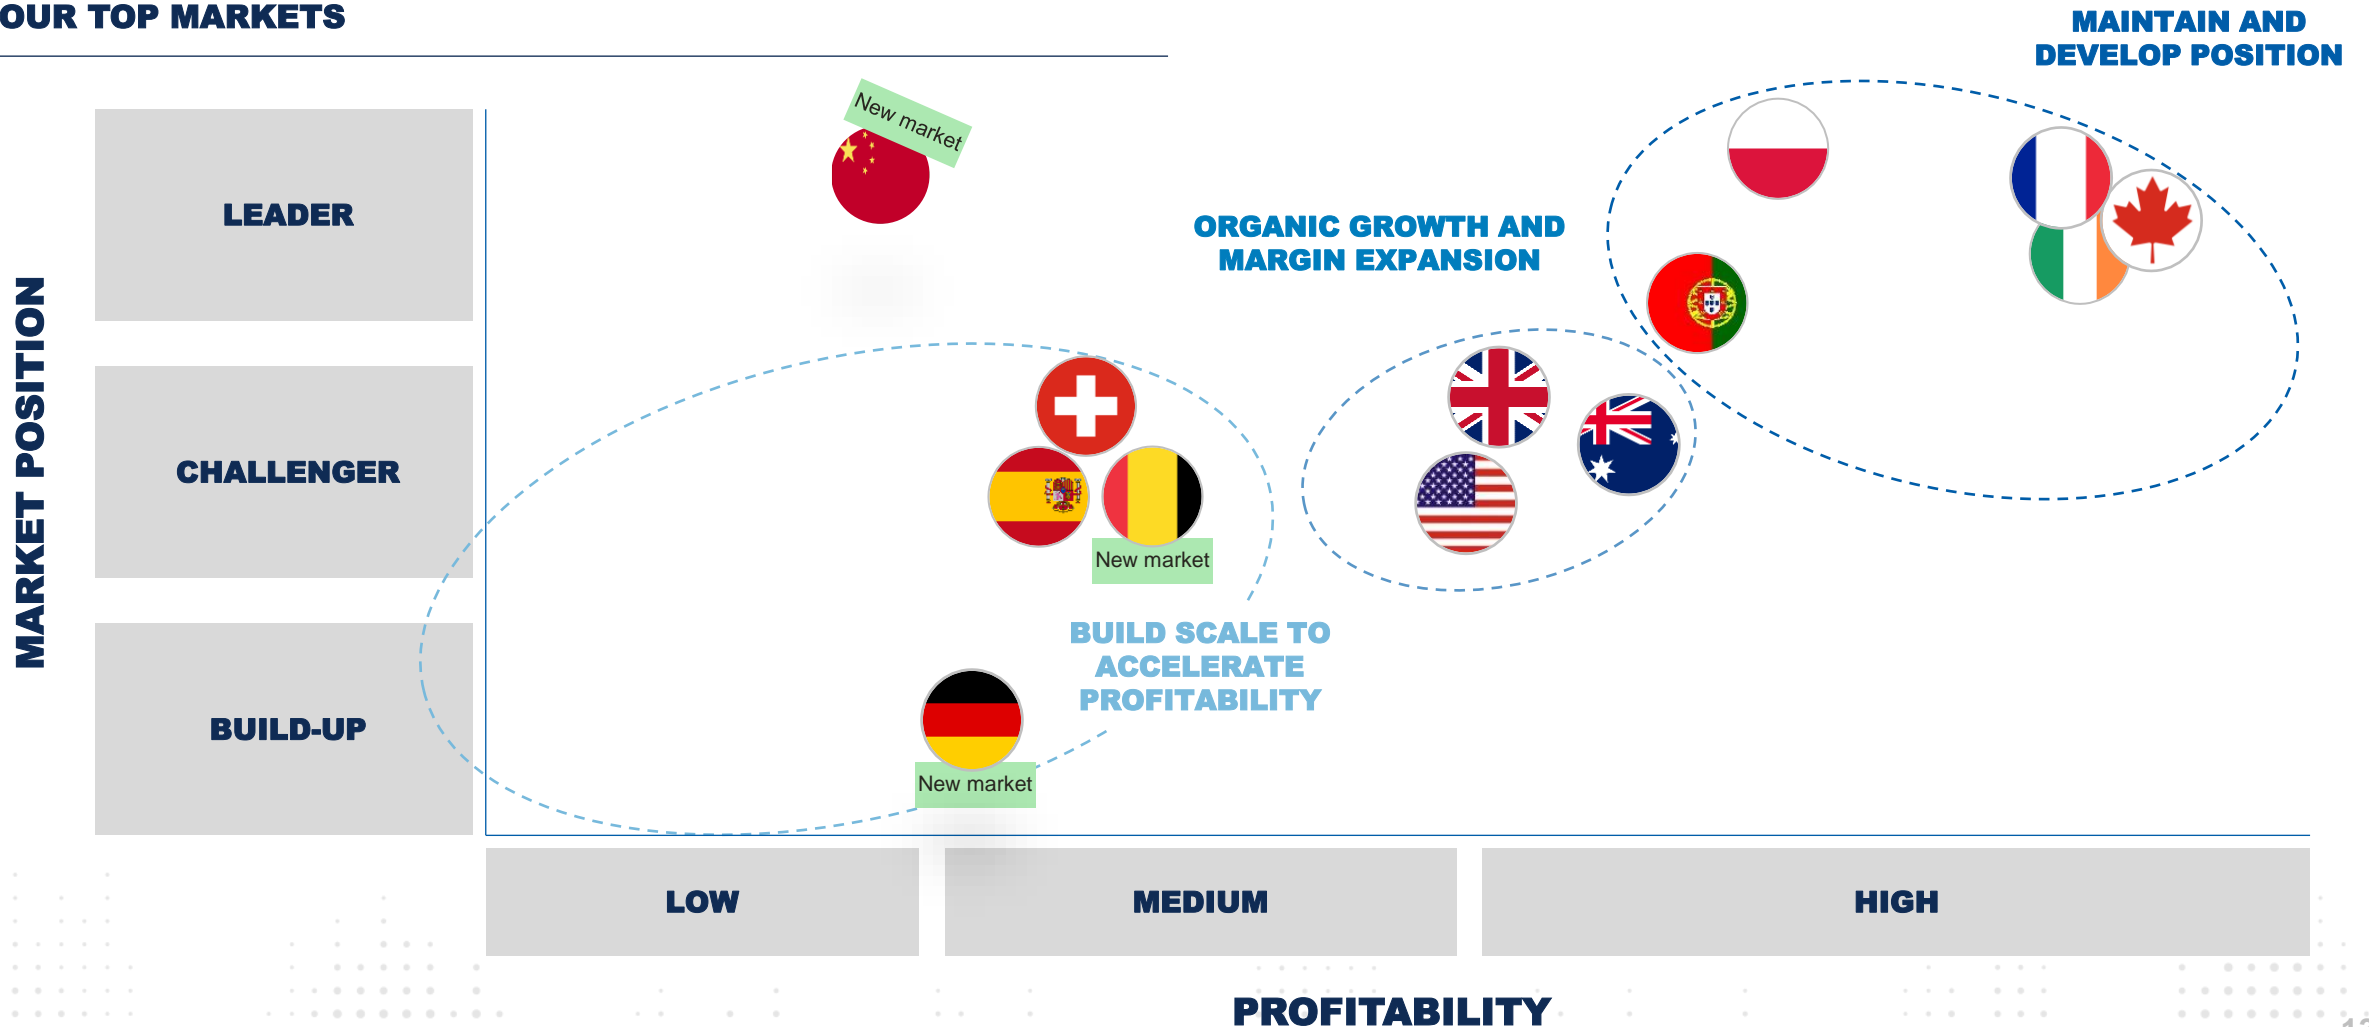 OUR TOP MARKETS
MAINTAIN AND
DEVELOP POSITION
New market
LEADER
ORGANIC GROWTH AND
MARGIN EXPANSION
MARKET POSITION
CHALLENGER
New market
BUILD SCALE TO
ACCELERATE
PROFITABILITY
BUILD-UP
New market
LOW
MEDIUM
HIGH
PROFITABILITY